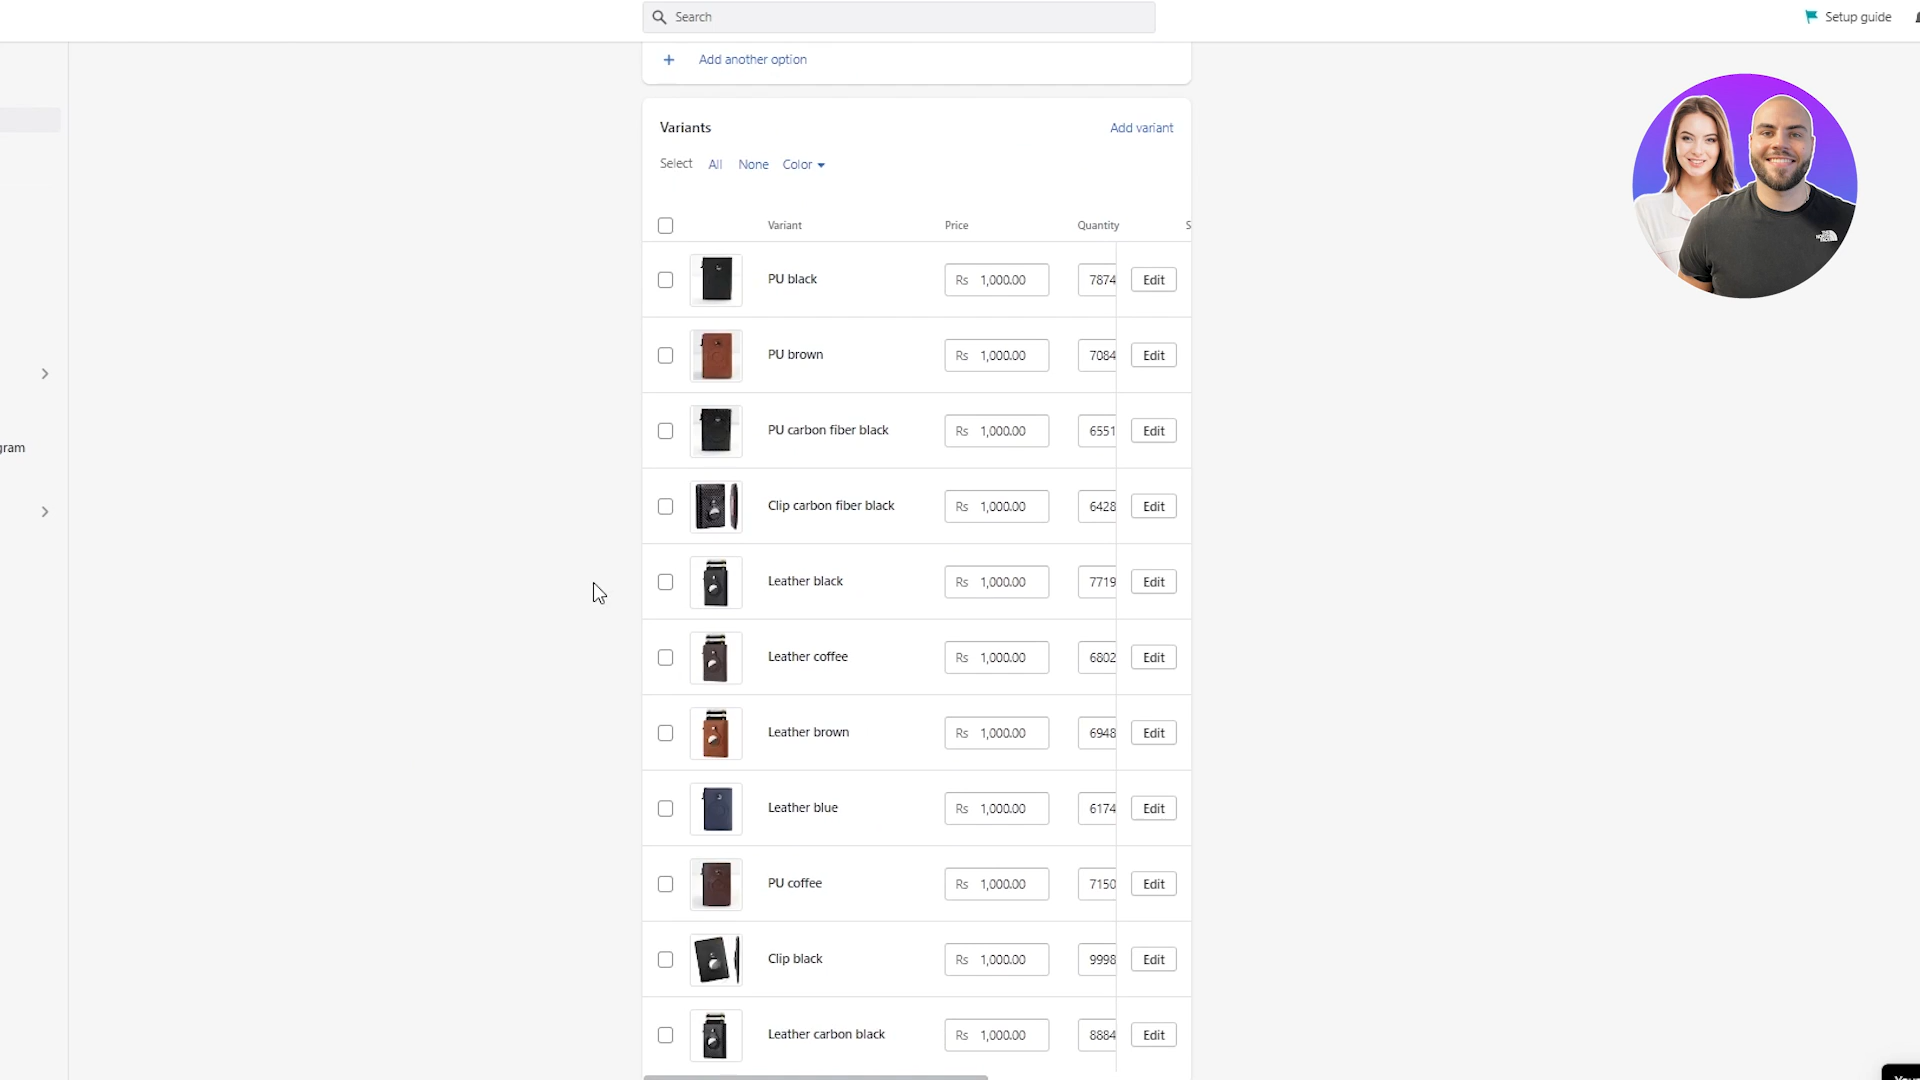 Search
Setup guide
Add another option
Variants
Add variant
Select All None Color
Variant Price Quantity S
PU black Rs 1,000.00 7874 Edit
PU brown Rs 1,000.00 7084 Edit
PU carbon fiber black Rs 1,000.00 6551 Edit
gram
Clip carbon fiber black Rs 1,000.00 6428 Edit
Leather black Rs 1,000.00 7719 Edit
Leather coffee Rs 1,000.00 6802 Edit
Leather brown Rs 1,000.00 6948 Edit
Leather blue Rs 1,000.00 6174 Edit
PU coffee Rs 1,000.00 7150 Edit
Clip black Rs 1,000.00 9998 Edit
Leather carbon black Rs 1,000.00 8884 Edit